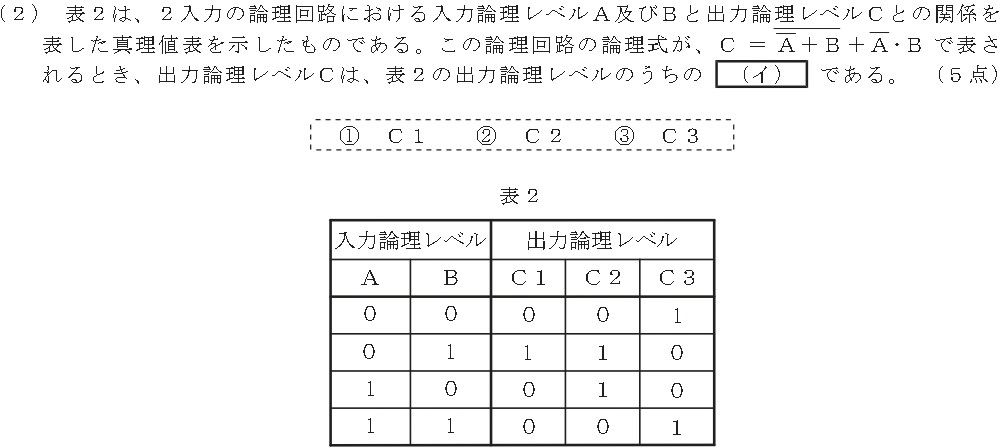 (2) 表2は、2入力の論理回路における入力論理レベルA及びBと出力論理レベルCとの関係を
表した真理値表を示したものである。この論理回路の論理式が、C = \overline{\overline{A} + B} + \overline{A}・Bで表さ
れるとき、出力論理レベルCは、表2の出力論理レベルのうちの (イ) である。 (5点)
① C1 ② C2 ③ C3
表2
入力論理レベル 出力論理レベル
A B C1 C2 C3
0 0 0 0 1
0 1 1 1 0
1 0 0 1 0
1 1 0 0 1